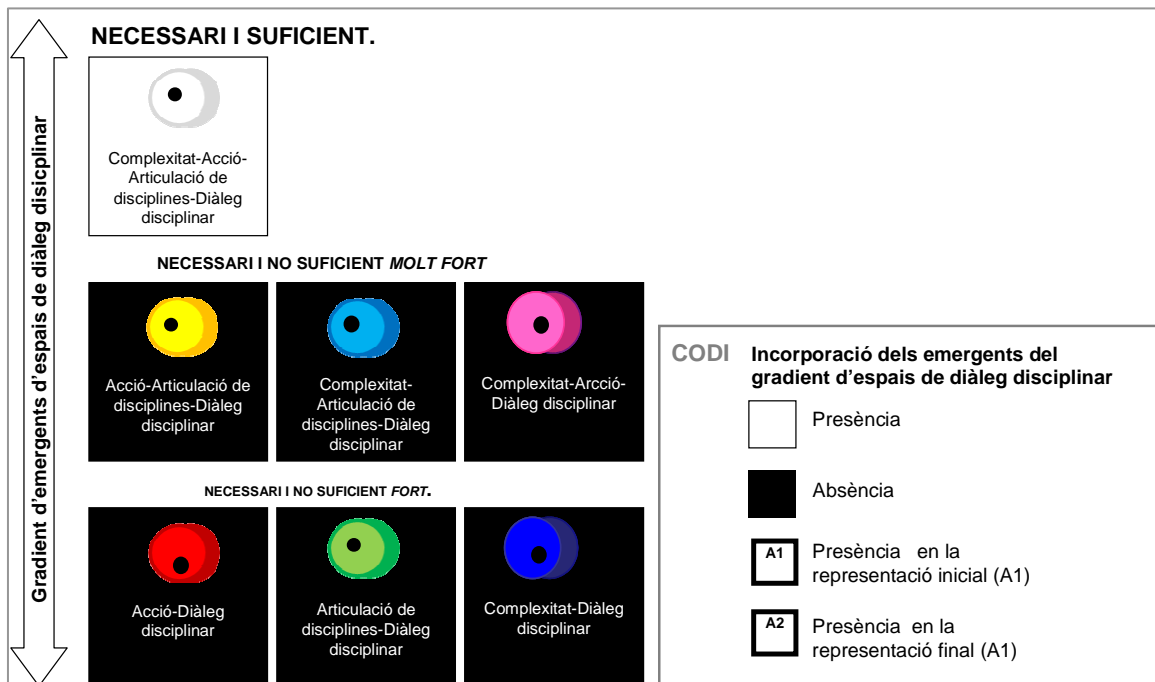 Gradient d'emergents d'espais de diàleg disicplinar
NECESSARI I SUFICIENT.
Complexitat-Acció-
Articulació de
disciplines-Diàleg
disciplinar
NECESSARI I NO SUFICIENT MOLT FORT
Acció-Articulació de
disciplines-Diàleg
disciplinar
Complexitat-
Articulació de
disciplines-Diàleg
disciplinar
Complexitat-Arcció-
Diàleg disciplinar
NECESSARI I NO SUFICIENT FORT.
Acció-Diàleg
disciplinar
Articulació de
disciplines-Diàleg
disciplinar
Complexitat-Diàleg
disciplinar
CODI
Incorporació dels emergents del
gradient d'espais de diàleg disciplinar
Presència
Absència
A1
Presència en la
representació inicial (A1)
A2
Presència en la
representació final (A1)